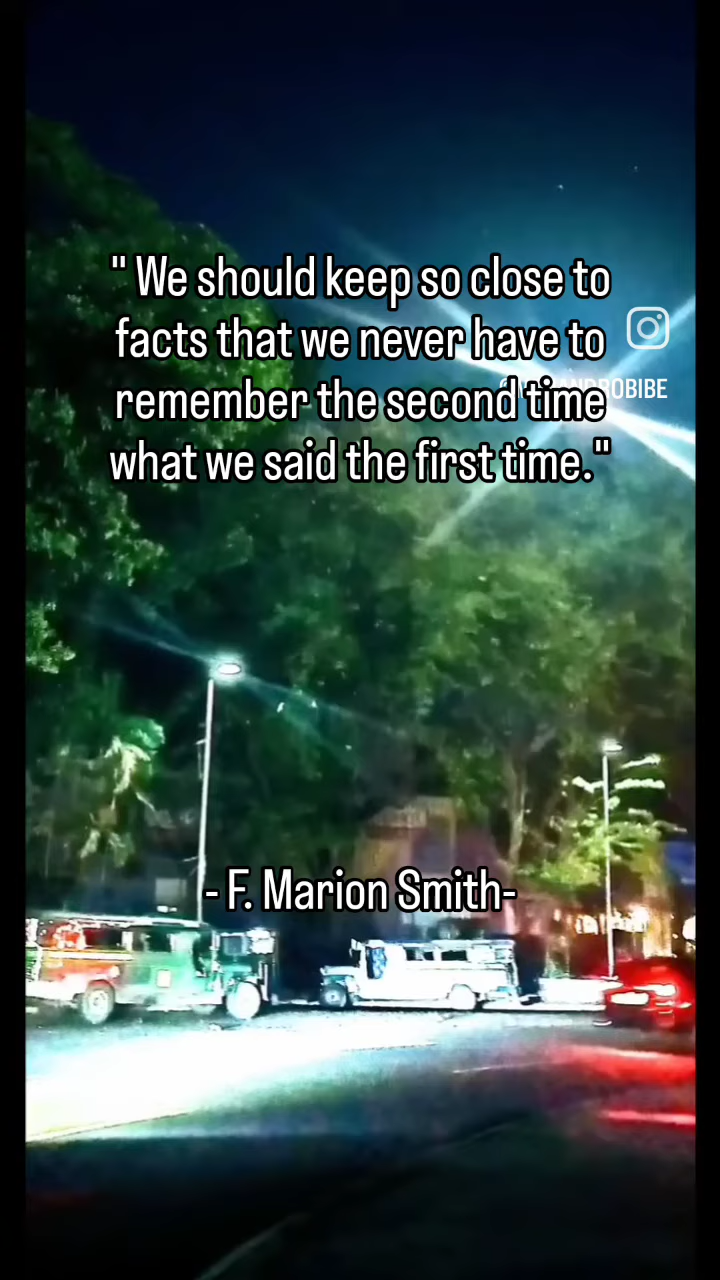 " We should keep so close to
facts that we never have to
remember the second time
what we said the first time."
- F. Marion Smith-